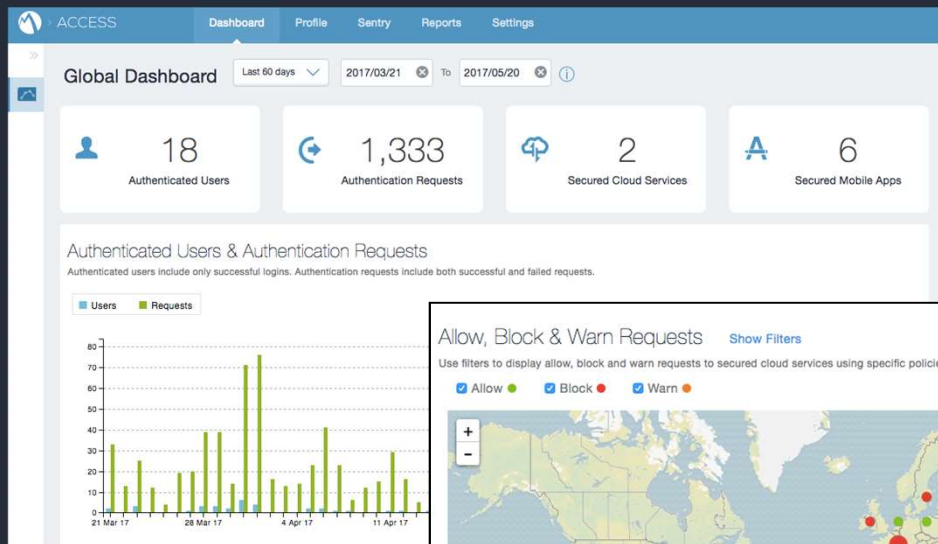 ACCESS Dashboard Profile Sentry Reports Settings
Global Dashboard Last 60 days 2017/03/21 To 2017/05/20
18 1,333 2 6
Authenticated Users Authentication Requests Secured Cloud Services Secured Mobile Apps
Authenticated Users & Authentication Requests
Authenticated users include only successful logins. Authentication requests include both successful and failed requests.
Users Requests
80
70
60
50
40
30
20
10
0
21 Mar 17 28 Mar 17 4 Apr 17 11 Apr 17
Allow, Block & Warn Requests Show Filters
Use filters to display allow, block and warn requests to secured cloud services using specific policie
Allow Block Warn
+
-